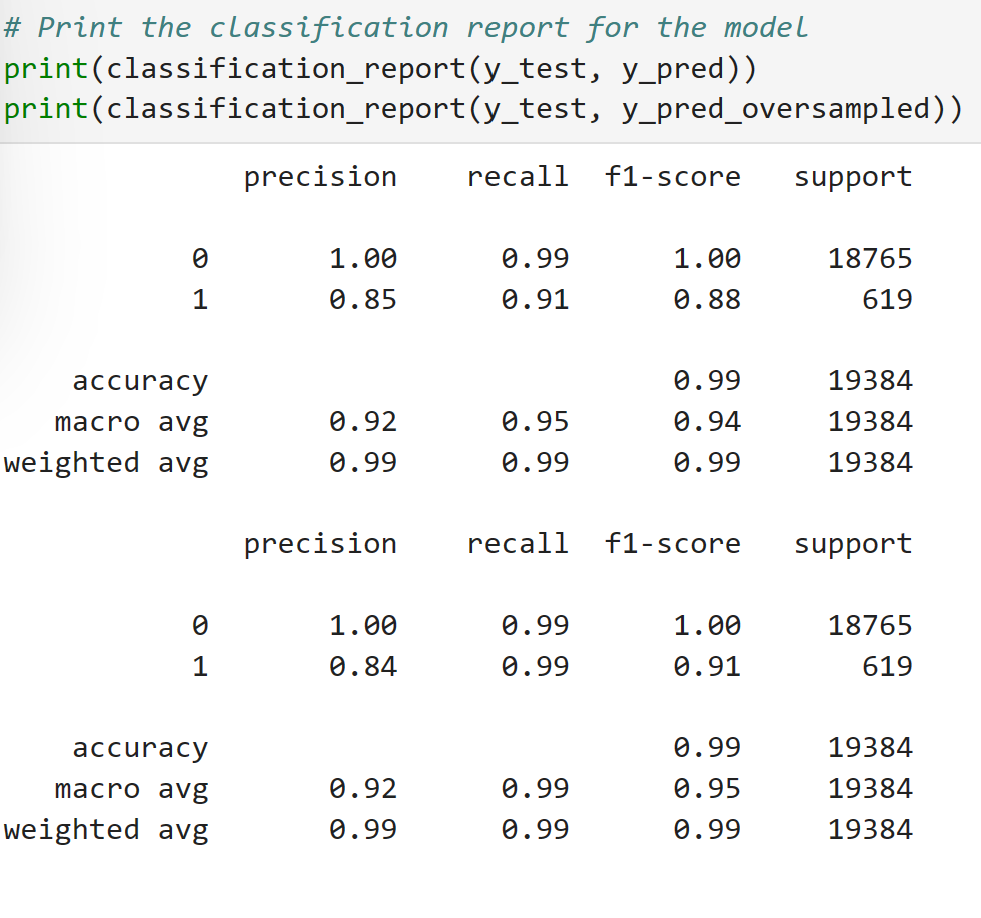 # Print the classification report for the model
print(classification_report(y_test, y_pred))
print(classification_report(y_test, y_pred_oversampled))
precision recall f1-score support
0 1.00 0.99 1.00 18765
1 0.85 0.91 0.88 619
accuracy 0.99 19384
macro avg 0.92 0.95 0.94 19384
weighted avg 0.99 0.99 0.99 19384
precision recall f1-score support
0 1.00 0.99 1.00 18765
1 0.84 0.99 0.91 619
accuracy 0.99 19384
macro avg 0.92 0.99 0.95 19384
weighted avg 0.99 0.99 0.99 19384